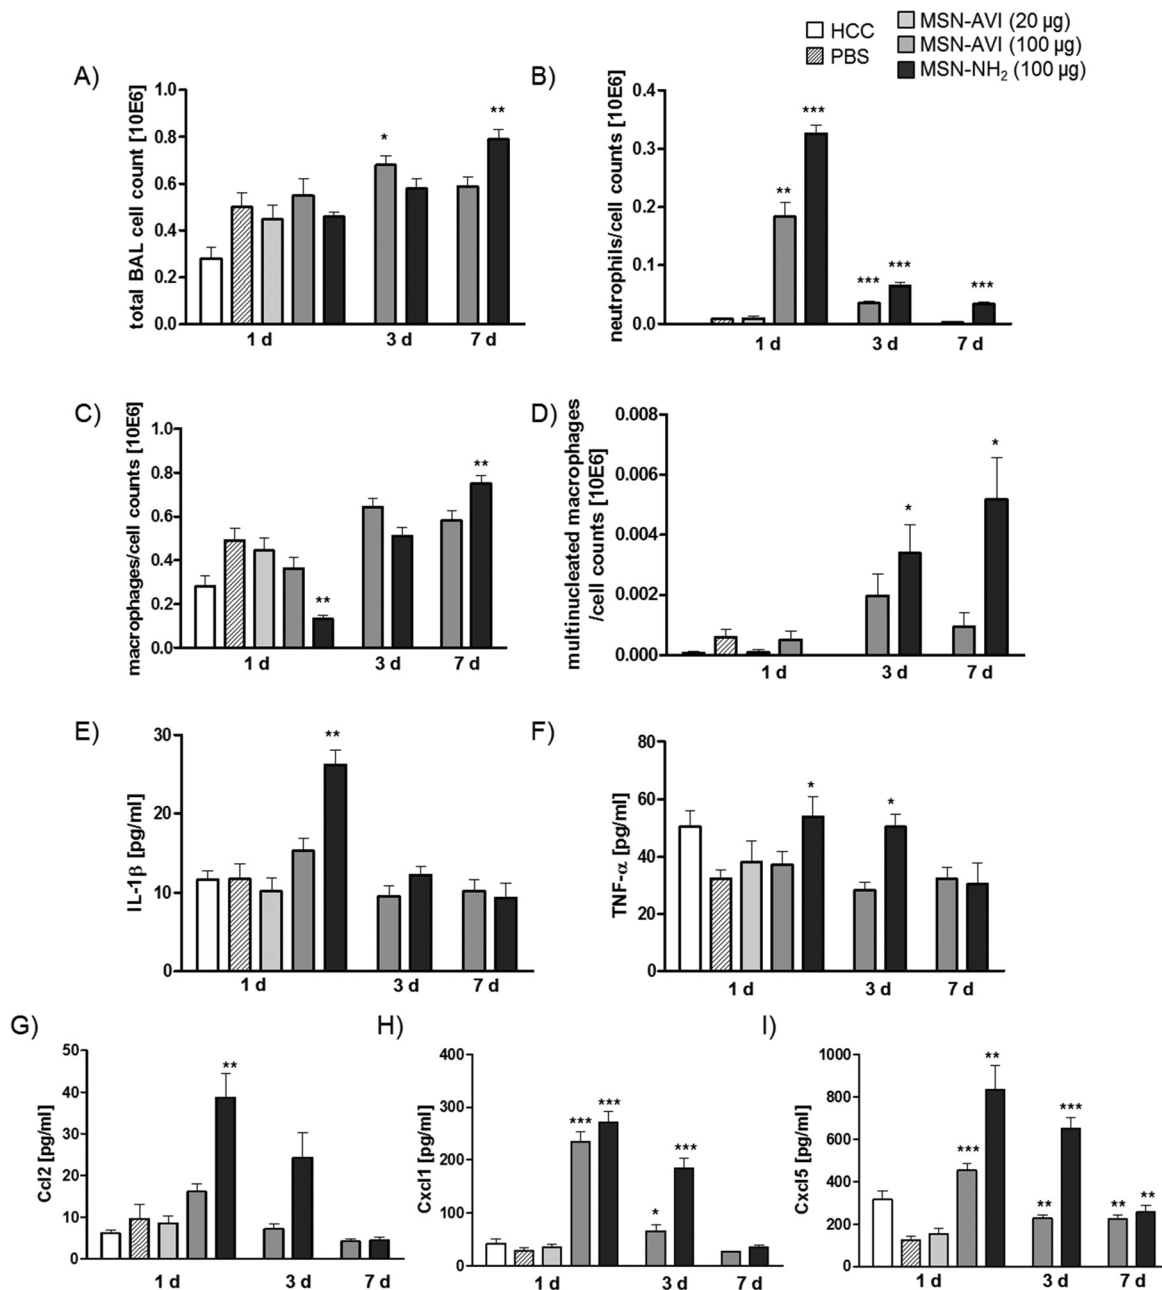 HCC
PBS
MSN-AVI (20 µg)
MSN-AVI (100 µg)
MSN-NH₂ (100 µg)
A)
total BAL cell count [10E6]
1.0
0.8
0.6
0.4
0.2
0.0
*
**
1 d
3 d
7 d
B)
neutrophils/cell counts [10E6]
0.4
0.3
0.2
0.1
0.0
**
***
***
***
***
1 d
3 d
7 d
C)
macrophages/cell counts [10E6]
1.0
0.8
0.6
0.4
0.2
0.0
**
**
1 d
3 d
7 d
D)
multinucleated macrophages
/cell counts [10E6]
0.008
0.006
0.004
0.002
0.000
*
*
1 d
3 d
7 d
E)
IL-1β [pg/ml]
30
20
10
0
**
1 d
3 d
7 d
F)
TNF-α [pg/ml]
80
60
40
20
0
*
*
1 d
3 d
7 d
G)
Ccl2 [pg/ml]
50
40
30
20
10
0
**
1 d
3 d
7 d
H)
Cxcl1 [pg/ml]
400
300
200
100
0
***
***
*
***
1 d
3 d
7 d
I)
Cxcl5 [pg/ml]
1000
800
600
400
200
0
***
**
**
***
**
**
1 d
3 d
7 d